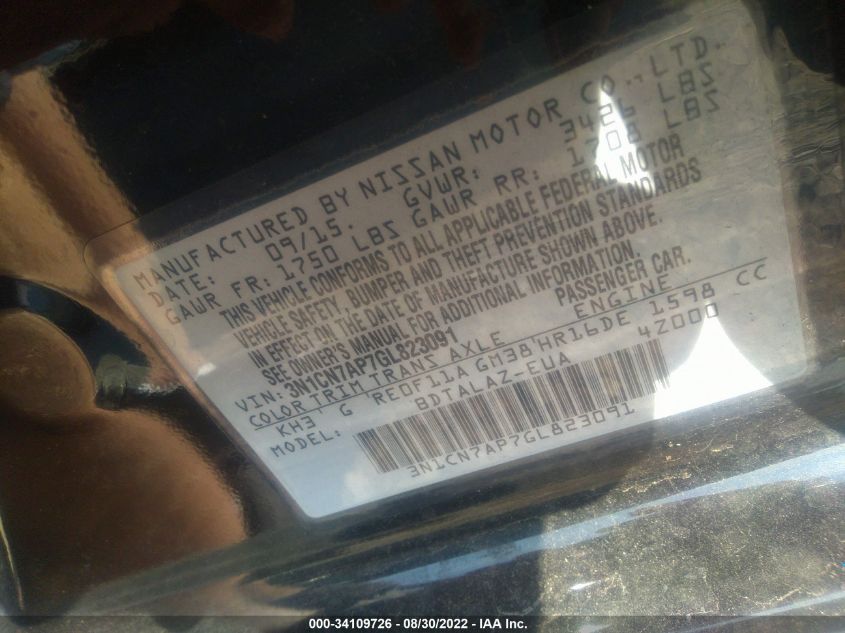 MANUFACTURED BY NISSAN MOTOR CO., LTD.
DATE: 09/15. GVWR: 3426 LBS
GAWR FR: 1750 LBS GAWR RR: 1708 LBS
THIS VEHICLE CONFORMS TO ALL APPLICABLE FEDERAL MOTOR
VEHICLE SAFETY, BUMPER AND THEFT PREVENTION STANDARDS
IN EFFECT ON THE DATE OF MANUFACTURE SHOWN ABOVE.
SEE OWNER'S MANUAL FOR ADDITIONAL INFORMATION.
VIN: 3N1CN7AP7GL823091 PASSENGER CAR.
COLOR TRIM TRANS AXLE ENGINE
KH3 G RE0F11A GM38 HR16DE 1598 CC
MODEL: BDTALAZ-EUA 4Z000
3N1CN7AP7GL823091
000-34109726 - 08/30/2022 - IAA Inc.